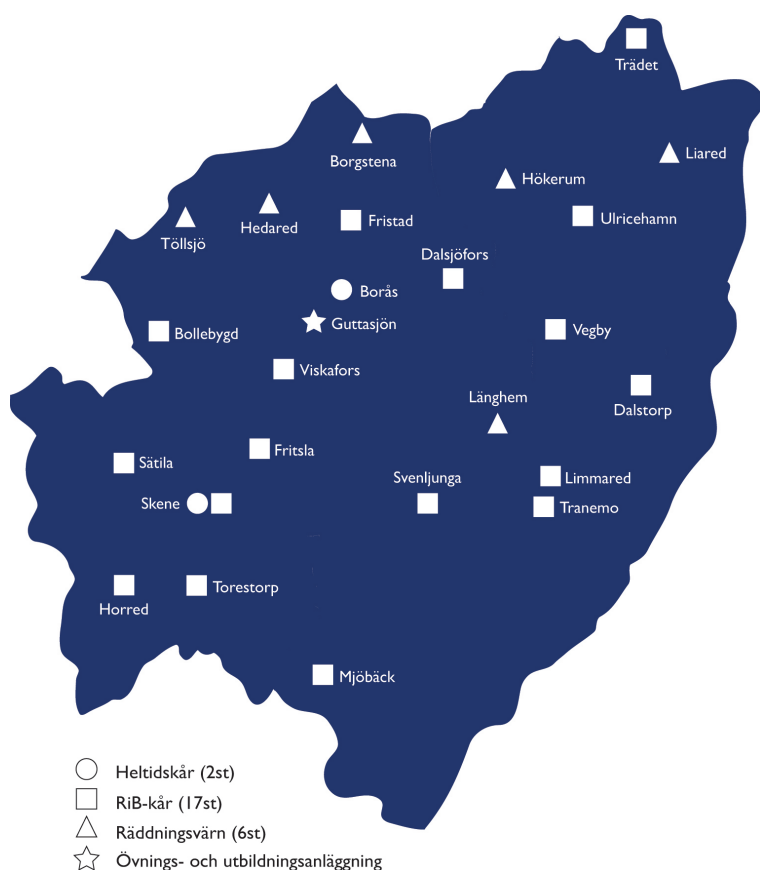 Trädet
Liared
Borgstena
Hökerum
Ulricehamn
Hedared
Fristad
Töllsjö
Dalsjöfors
Borås
Guttasjön
Bollebygd
Vegby
Viskafors
Länghem
Dalstorp
Fritsla
Sätila
Svenljunga
Limmared
Skene
Tranemo
Torestorp
Horred
Mjöbäck
Heltidskår (2st)
RiB-kår (17st)
Räddningsvärn (6st)
Övnings- och utbildningsanläggning